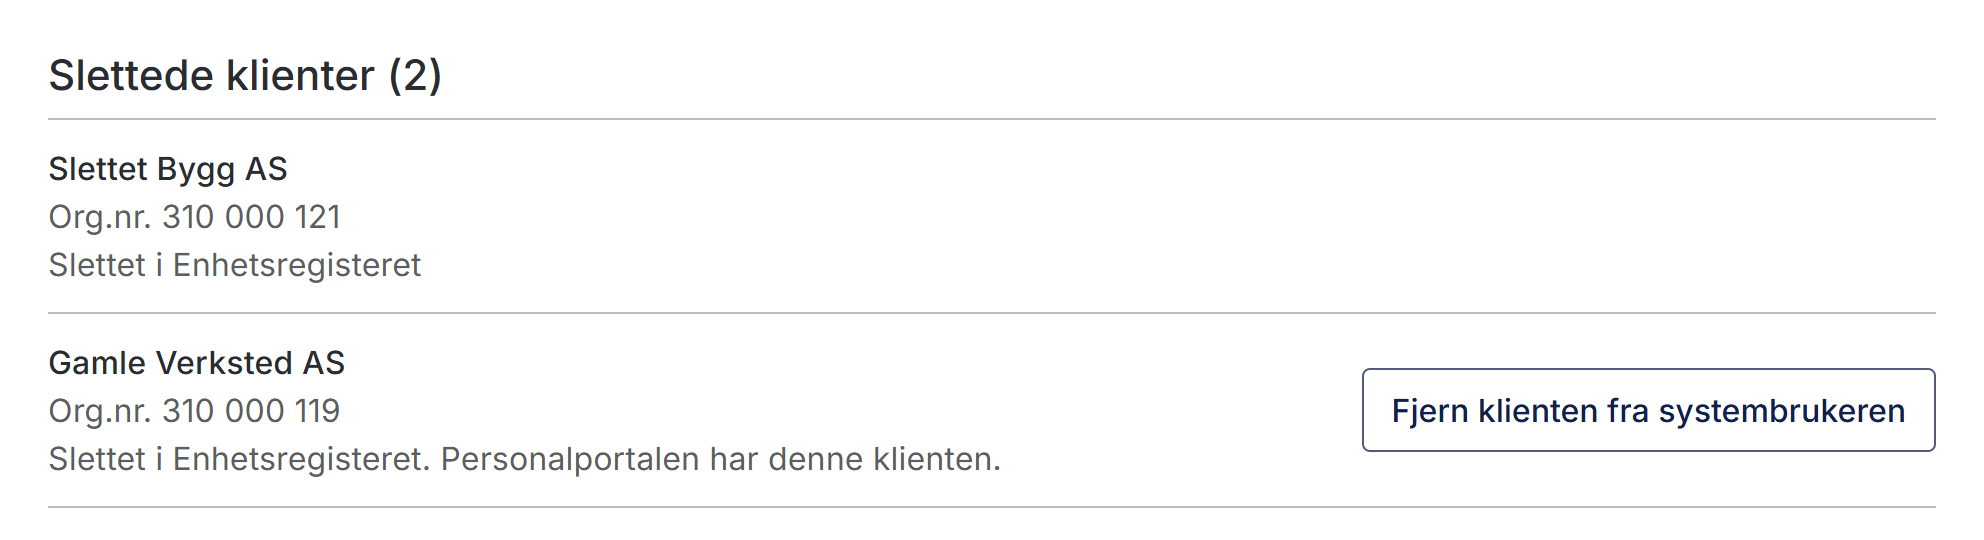 Slettede klienter (2)
Slettet Bygg AS
Org.nr. 310 000 121
Slettet i Enhetsregisteret
Gamle Verksted AS
Org.nr. 310 000 119
Slettet i Enhetsregisteret. Personalportalen har denne klienten.
Fjern klienten fra systembrukeren